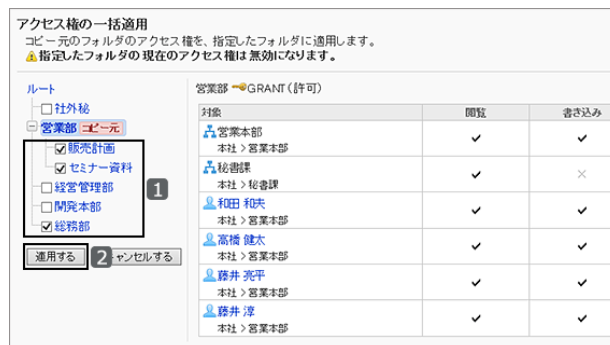 アクセス権の一括適用
コピー元のフォルダのアクセス権を、指定したフォルダに適用します。
指定したフォルダの現在のアクセス権は無効になります。
ルート
社外秘
営業部 コピー元
販売計画
セミナー資料
経営管理部
開発本部
総務部
1
適用する
2
ャンセルする
営業部 GRANT(許可)
対象 閲覧 書き込み
営業本部
本社 > 営業本部
秘書課
本社 > 秘書課
和田 和夫
本社 > 営業本部
高橋 健太
本社 > 営業本部
藤井 亮平
本社 > 営業本部
藤井 淳
本社 > 営業本部